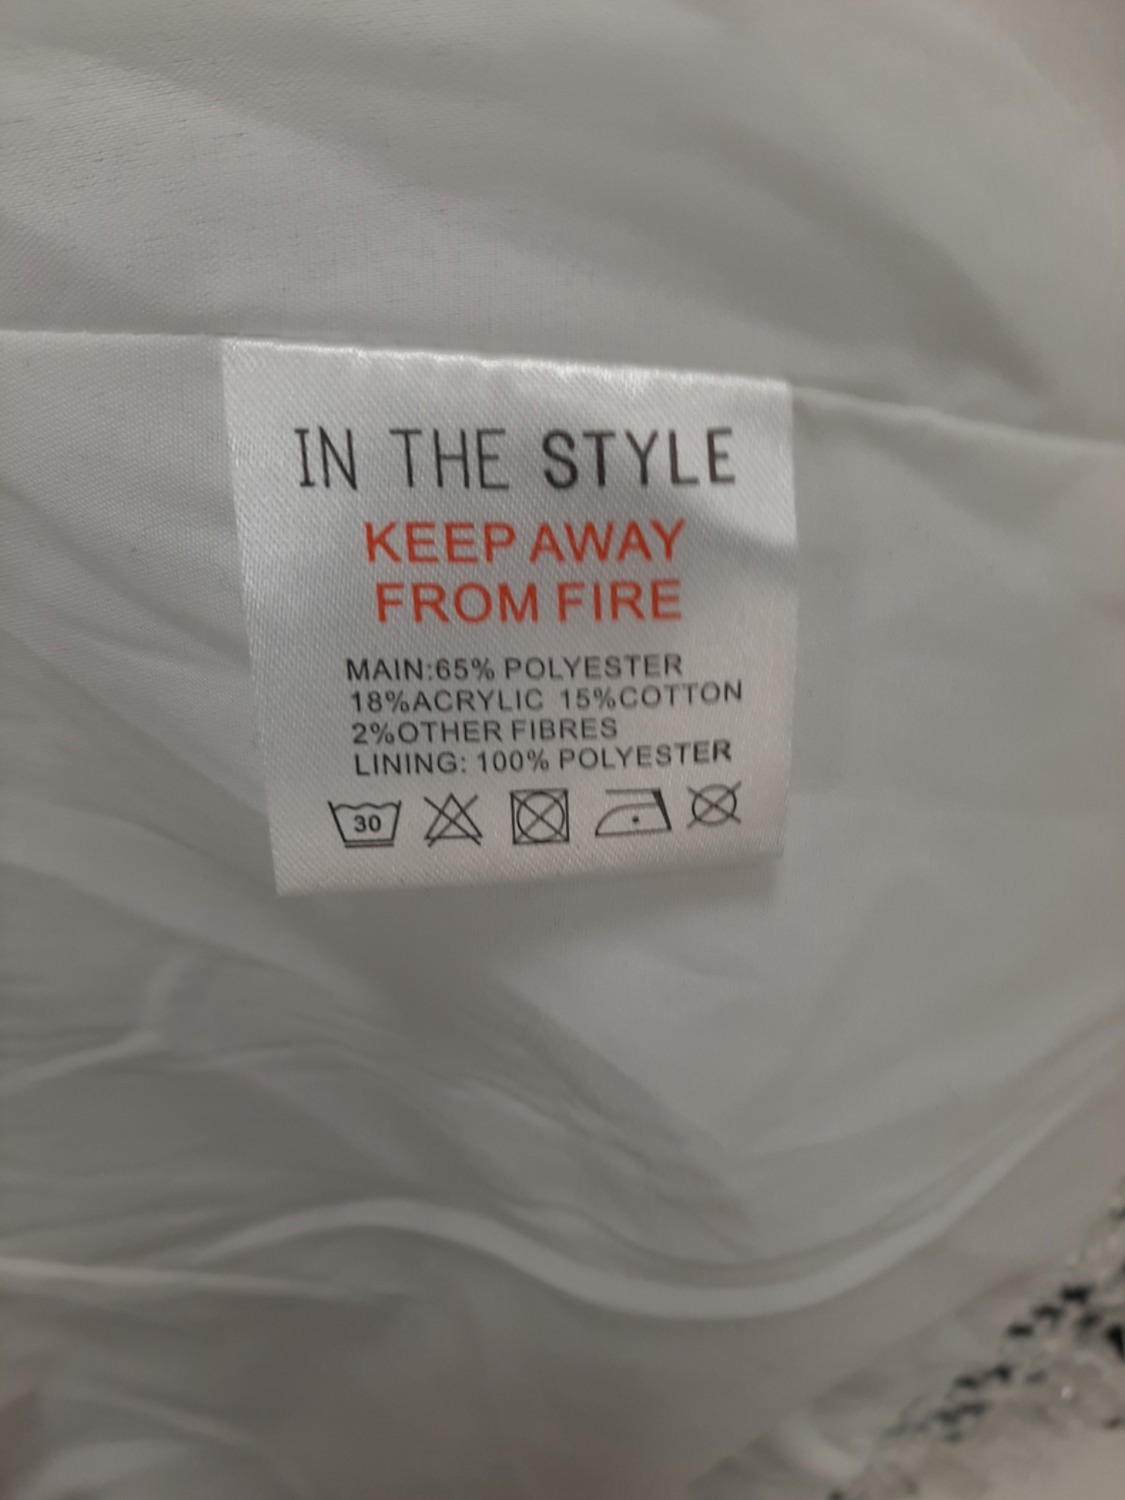 IN THE STYLE
KEEP AWAY
FROM FIRE
MAIN:65% POLYESTER
18%ACRYLIC 15%COTTON
2%OTHER FIBRES
LINING: 100% POLYESTER
30